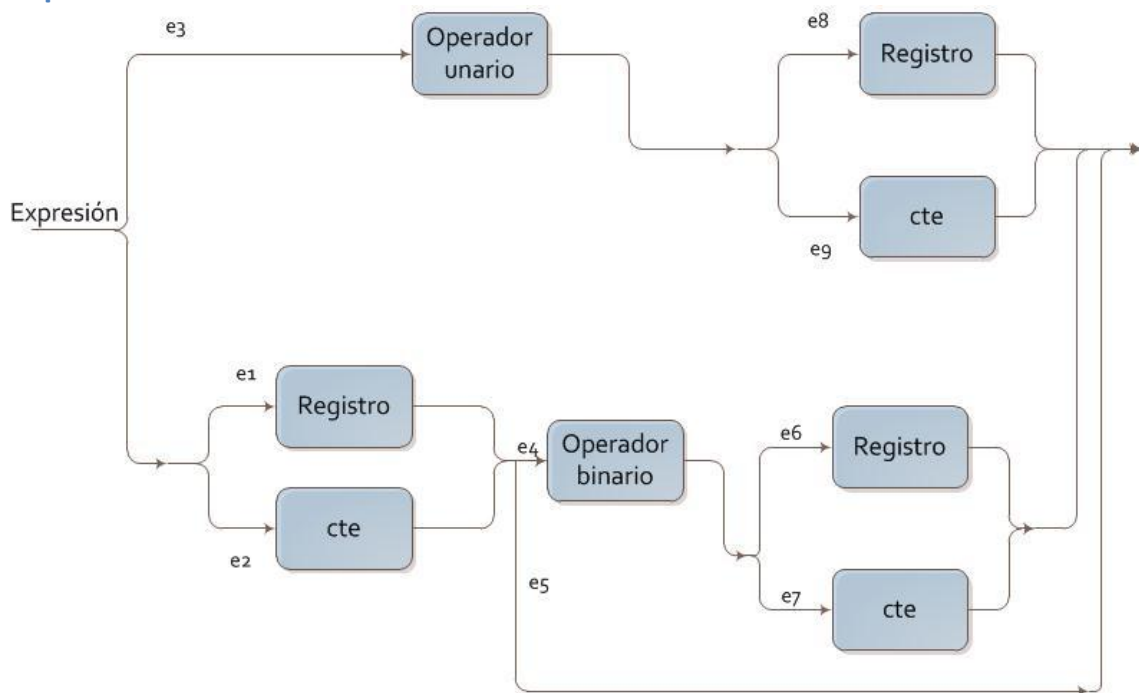 e3
Operador
unario
e8
Registro
Expresión
cte
e9
e1
Registro
e4
Operador
binario
e6
Registro
cte
e2
e5
e7
cte